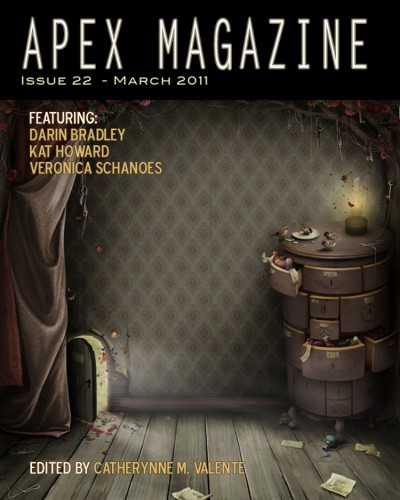 APEX MAGAZINE
ISSUE 22 - MARCH 2011
FEATURING:
DARIN BRADLEY
KAT HOWARD
VERONICA SCHANOES
EDITED BY CATHERYNNE M. VALENTE